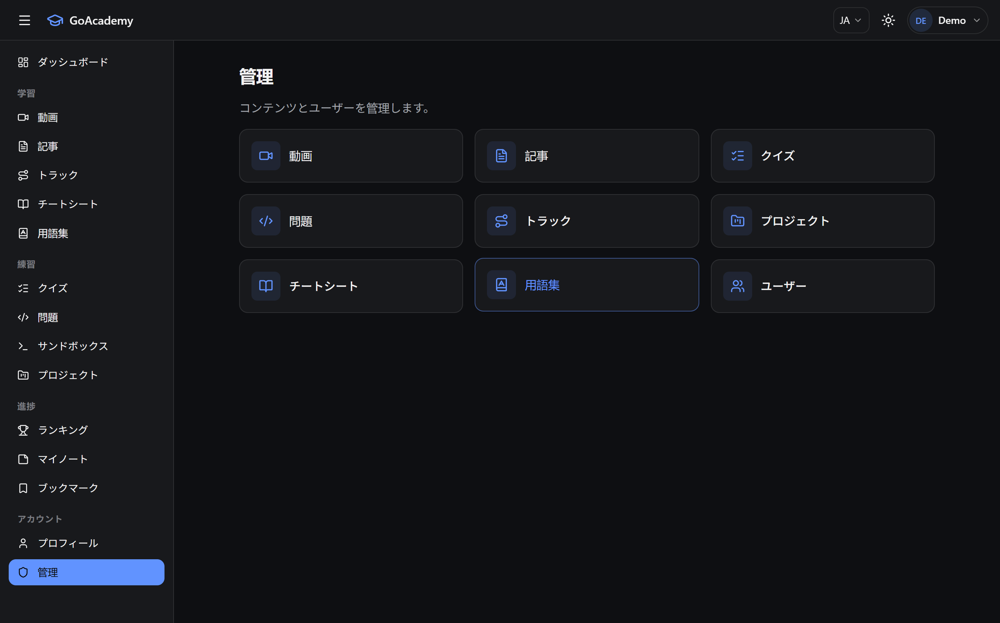 GoAcademy
JA
DE
Demo
ダッシュボード
学習
動画
記事
トラック
チートシート
用語集
練習
クイズ
問題
サンドボックス
プロジェクト
進捗
ランキング
マイノート
ブックマーク
アカウント
プロフィール
管理
管理
コンテンツとユーザーを管理します。
動画
記事
クイズ
問題
トラック
プロジェクト
チートシート
用語集
ユーザー